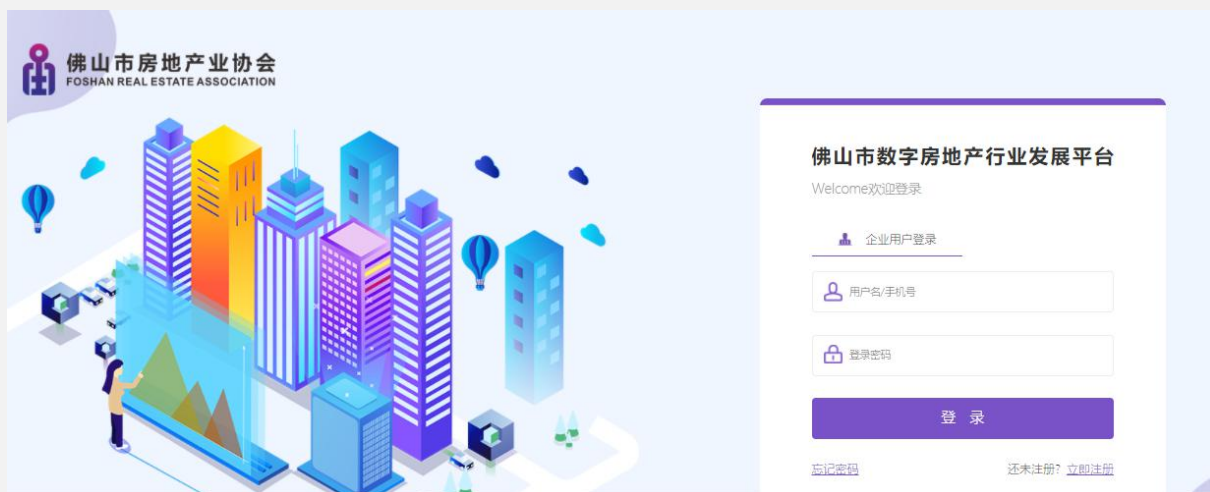 佛山市房地产业协会
FOSHAN REAL ESTATE ASSOCIATION
佛山市数字房地产行业发展平台
Welcome欢迎登录
企业用户登录
用户名/手机号
登录密码
登 录
忘记密码 还未注册? 立即注册